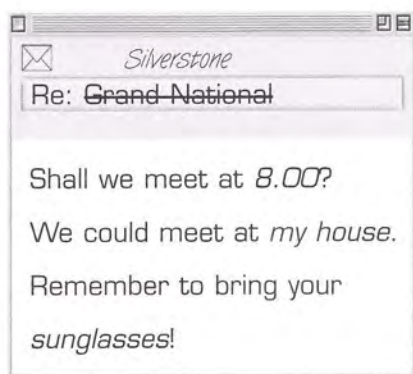 Silverstone
Re: Grand National
Shall we meet at 8.00?
We could meet at my house.
Remember to bring your
sunglasses!